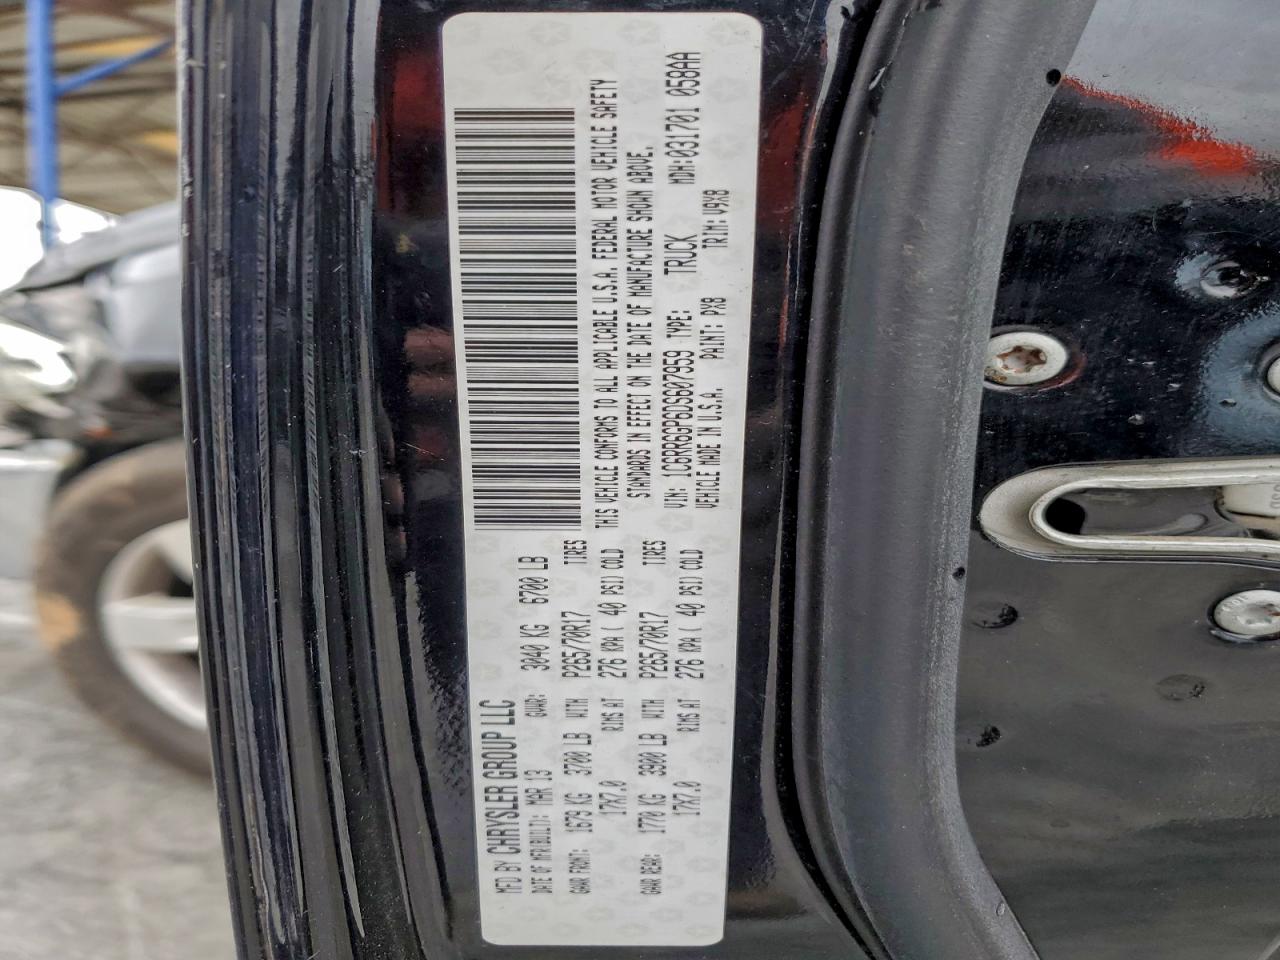 MFD BY CHRYSLER GROUP LLC
DATE OF MFR(BUILT): MAR 13 GVWR: 3040 KG 6700 LB
GAWR FRONT: 1679 KG 3700 LB WITH P265/70R17 TIRES
17X7.0 RIMS AT 276 KPA ( 40 PSI) COLD
GAWR REAR: 1770 KG 3900 LB WITH P265/70R17 TIRES
17X7.0 RIMS AT 276 KPA ( 40 PSI) COLD
THIS VEHICLE CONFORMS TO ALL APPLICABLE U.S.A. FEDERAL MOTOR VEHICLE SAFETY
STANDARDS IN EFFECT ON THE DATE OF MANUFACTURE SHOWN ABOVE.
VIN: 1C6RR6GP6DS607959 TYPE: TRUCK MDH:031701 058AA
VEHICLE MADE IN U.S.A. PAINT: PX8 TRIM: V9X8